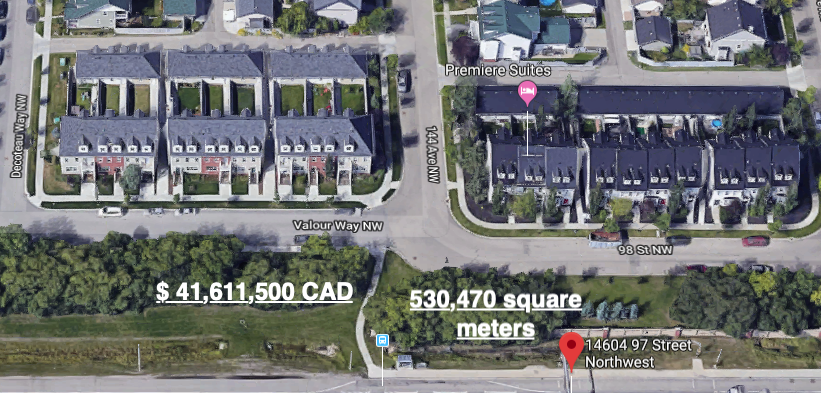 Premiere Suites
Decoteau Way NW
144 Ave NW
Valour Way NW
98 St NW
$ 41,611,500 CAD
530,470 square
meters
14604 97 Street
Northwest